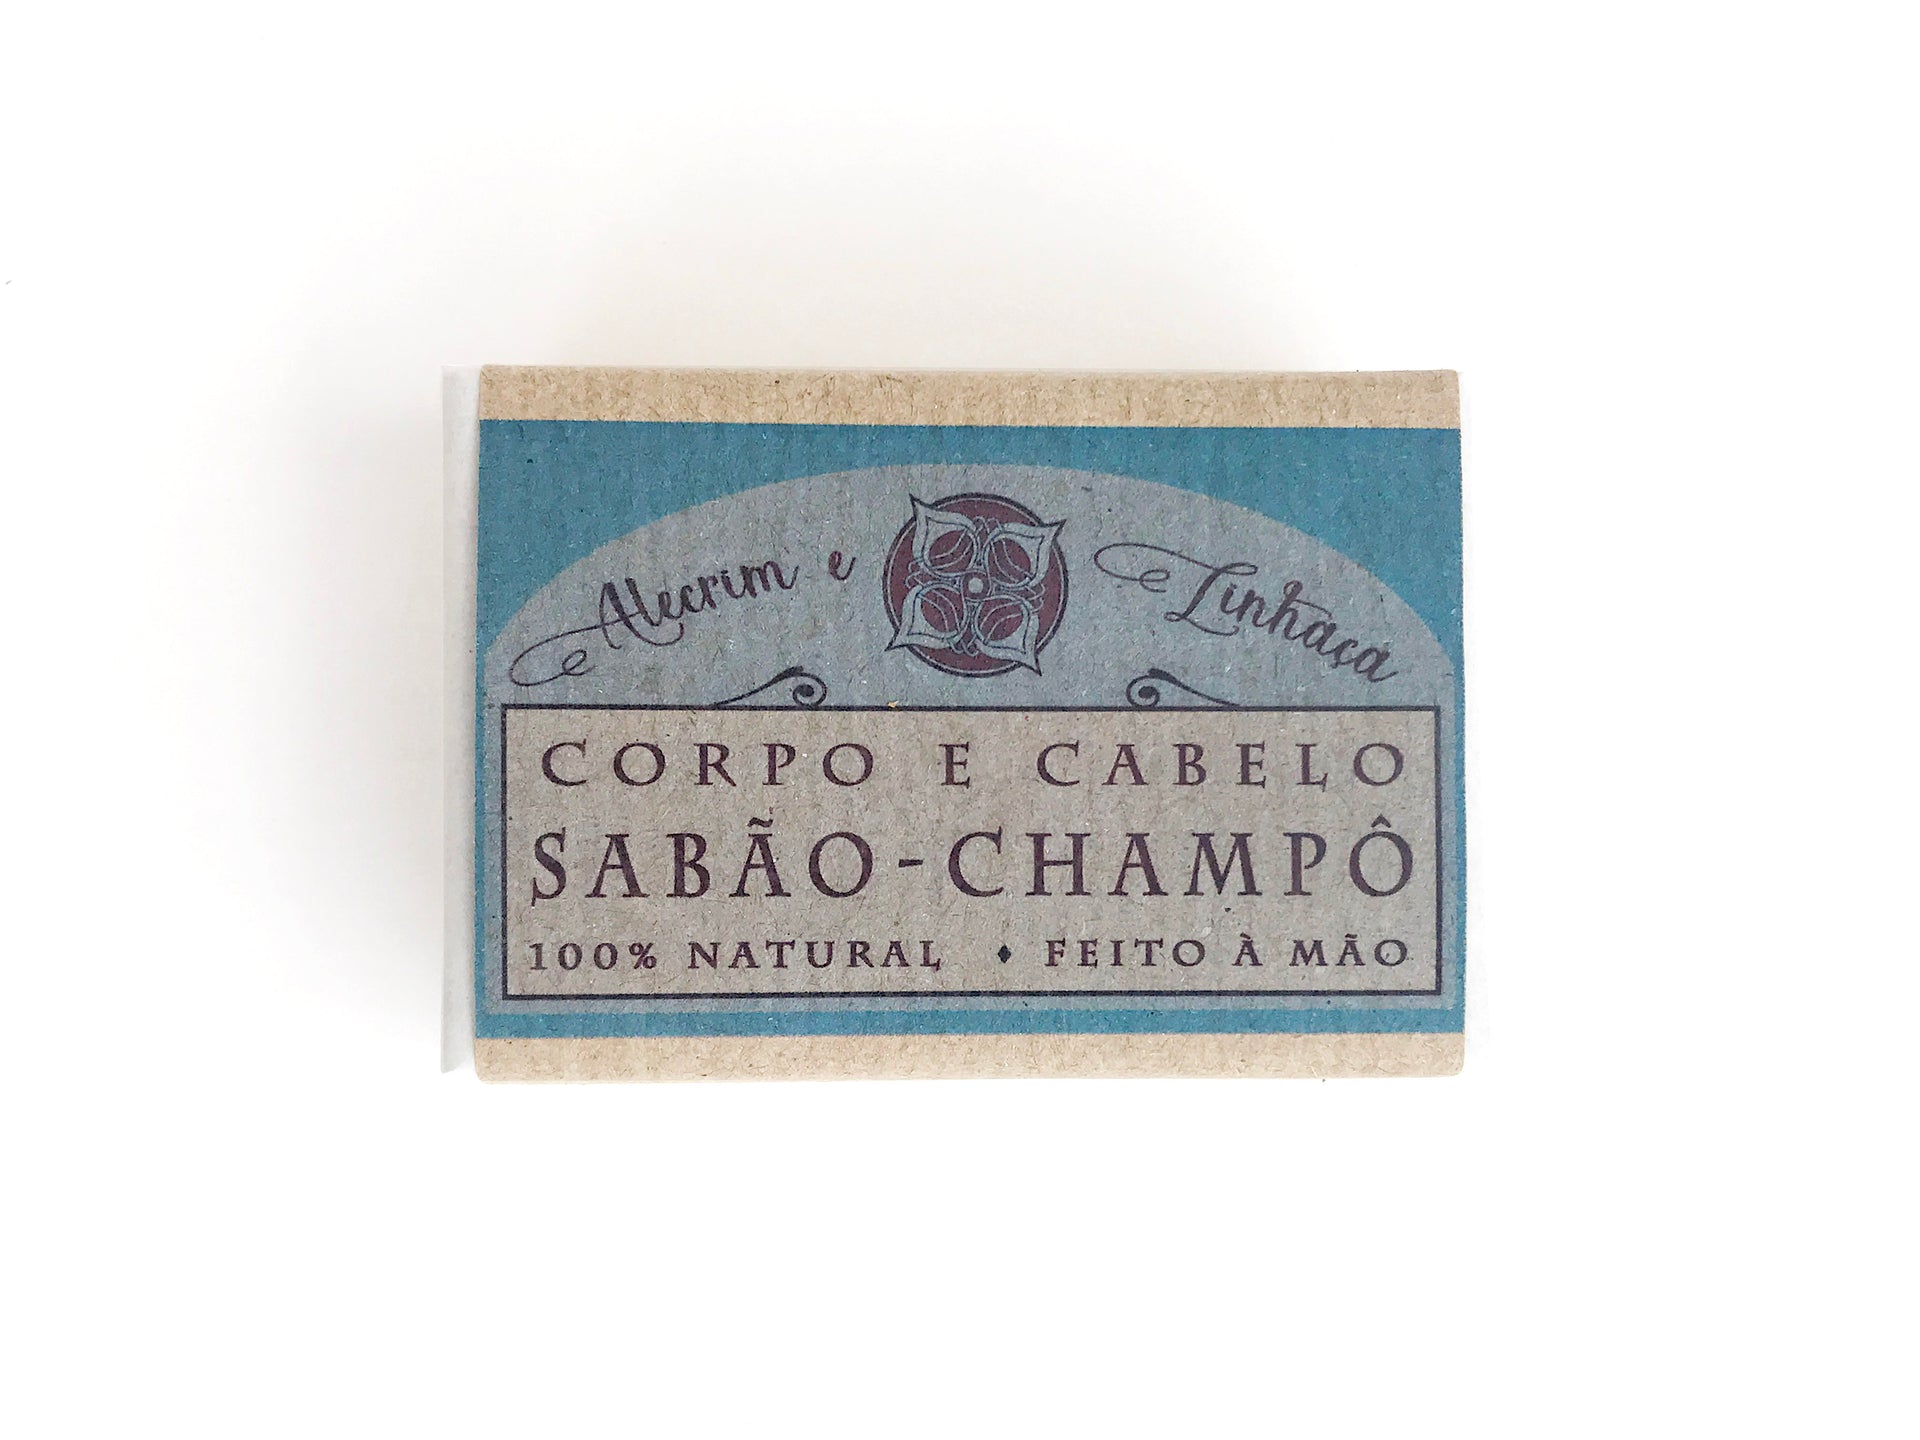 Alecrim e Linhaça
CORPO E CABELO
SABÃO-CHAMPÔ
100% NATURAL ♦ FEITO À MÃO